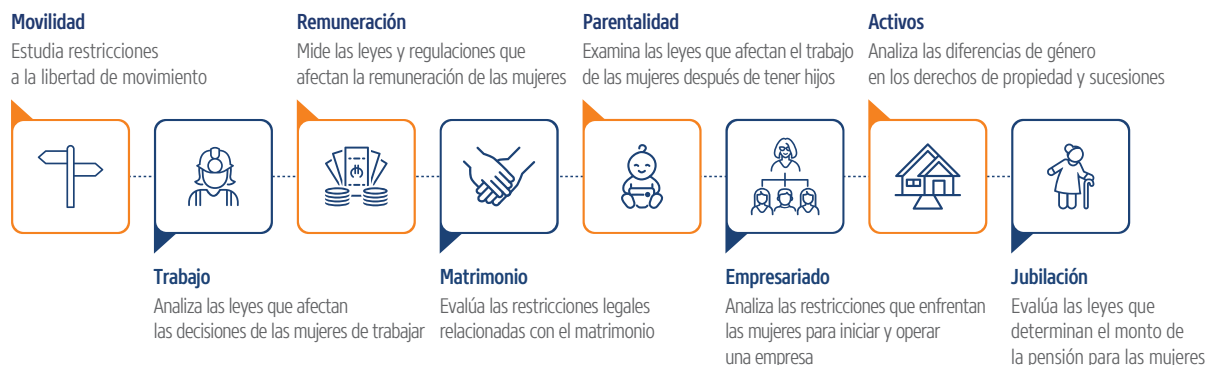 Movilidad
Estudia restricciones
a la libertad de movimiento
Remuneración
Mide las leyes y regulaciones que
afectan la remuneración de las mujeres
Parentalidad
Examina las leyes que afectan el trabajo
de las mujeres después de tener hijos
Activos
Analiza las diferencias de género
en los derechos de propiedad y sucesiones
Trabajo
Analiza las leyes que afectan
las decisiones de las mujeres de trabajar
Matrimonio
Evalúa las restricciones legales
relacionadas con el matrimonio
Empresariado
Analiza las restricciones que enfrentan
las mujeres para iniciar y operar
una empresa
Jubilación
Evalúa las leyes que
determinan el monto de
la pensión para las mujeres